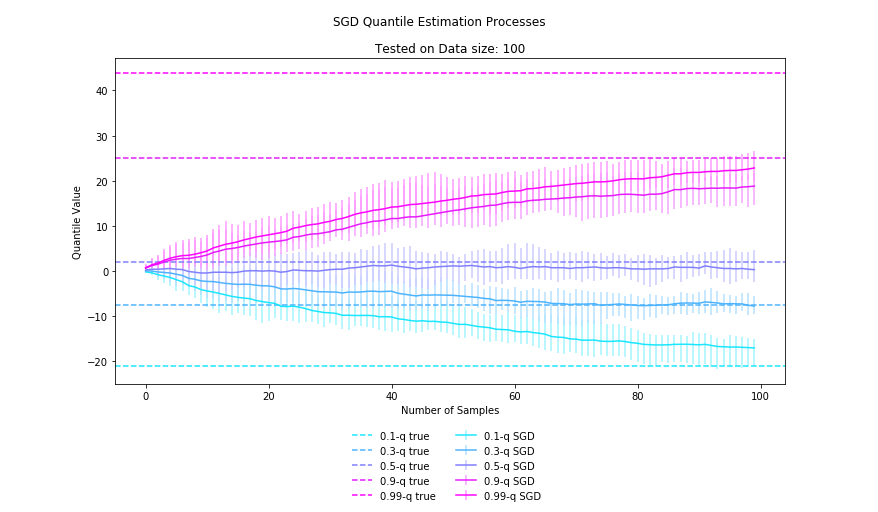 SGD Quantile Estimation Processes
Tested on Data size: 100
Quantile Value
40
30
20
10
0
−10
−20
0 20 40 60 80 100
Number of Samples
0.1-q true 0.1-q SGD
0.3-q true 0.3-q SGD
0.5-q true 0.5-q SGD
0.9-q true 0.9-q SGD
0.99-q true 0.99-q SGD